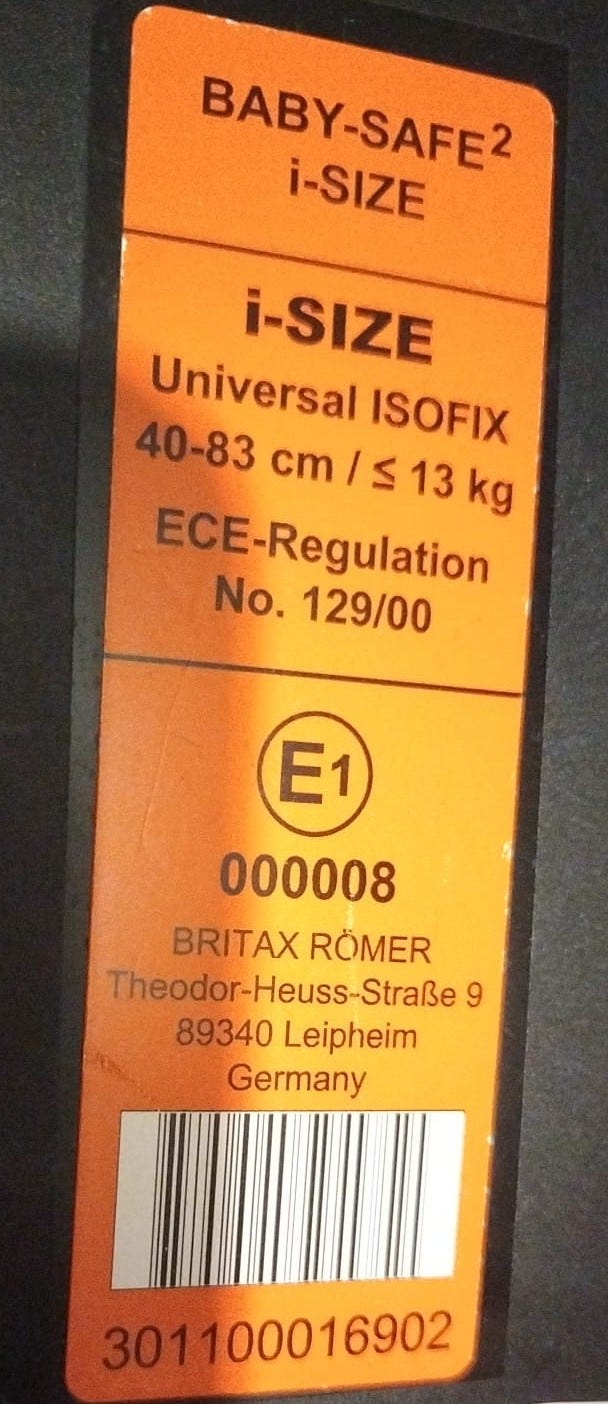 BABY-SAFE²
i-SIZE
i-SIZE
Universal ISOFIX
40-83 cm / ≤ 13 kg
ECE-Regulation
No. 129/00
E1
000008
BRITAX RÖMER
Theodor-Heuss-Straße 9
89340 Leipheim
Germany
301100016902